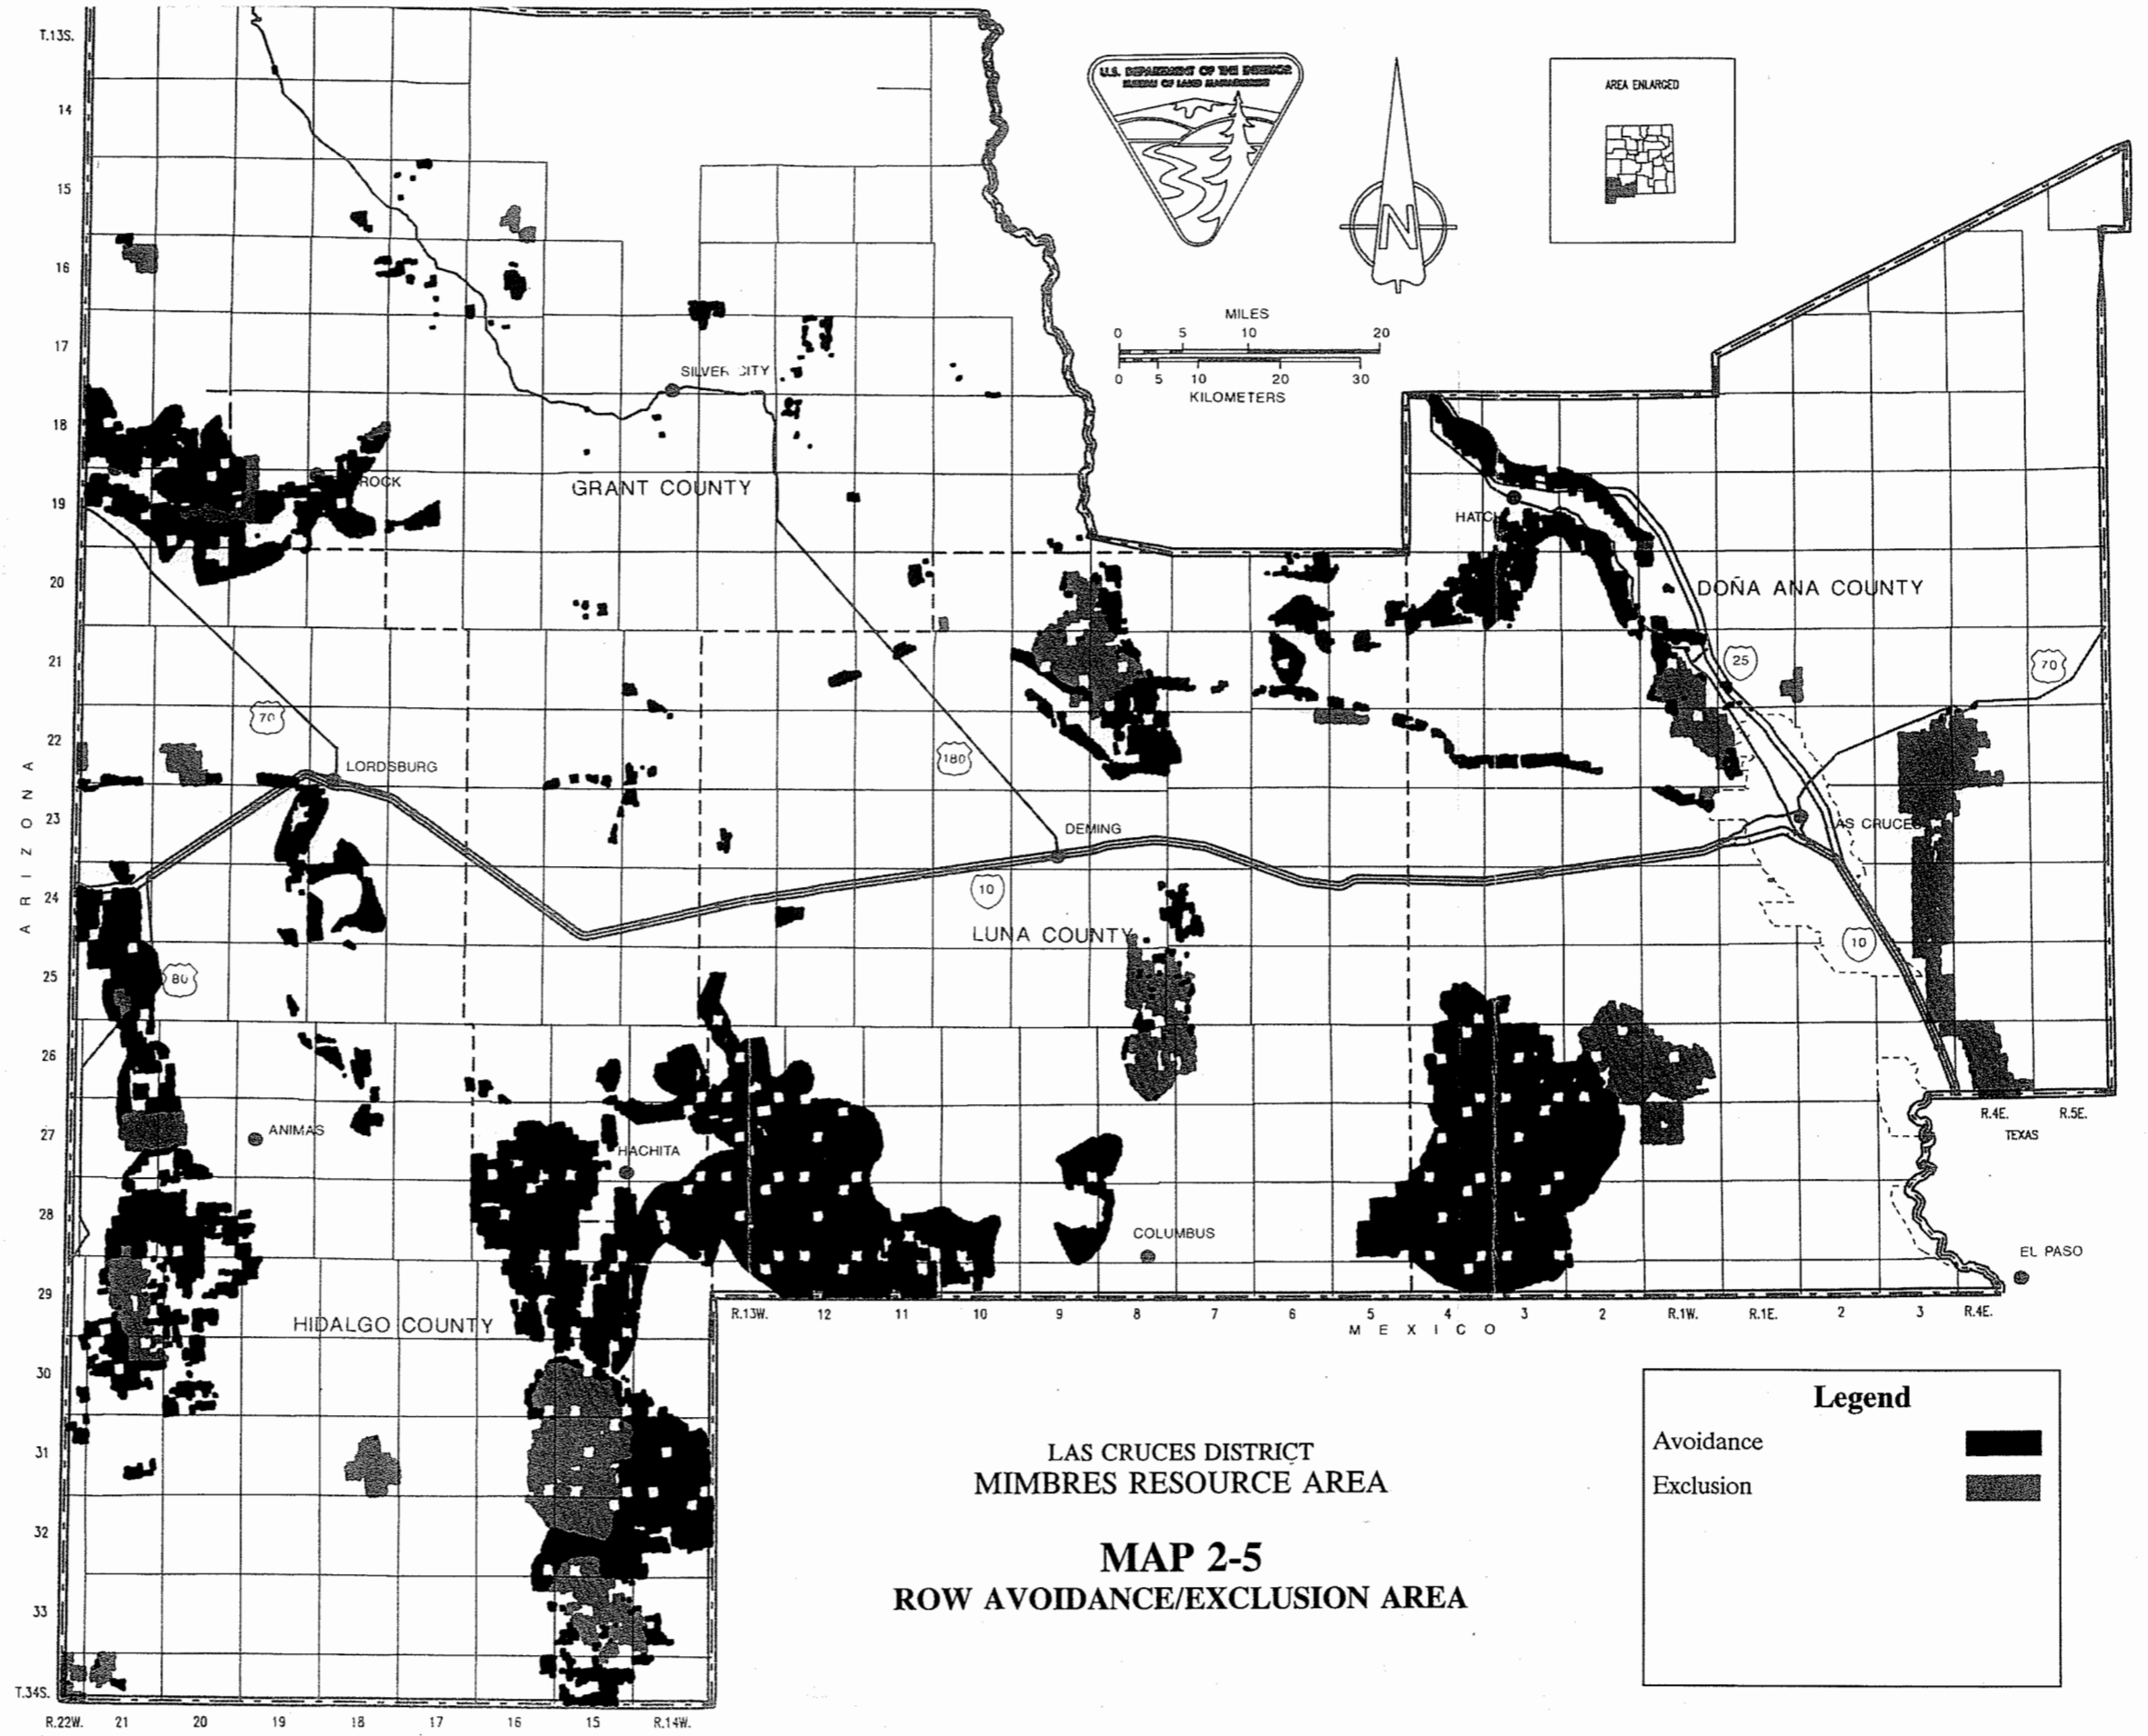 T.13S.
14
15
16
17
18
19
20
21
22
23
24
25
26
27
28
29
30
31
32
33
T.34S.
ARIZONA
U.S. DEPARTMENT OF THE INTERIOR
BUREAU OF LAND MANAGEMENT
N
AREA ENLARGED
MILES
0 5 10 20
0 5 10 20 30
KILOMETERS
SILVER CITY
ROCK
GRANT COUNTY
HATCH
DOÑA ANA COUNTY
25
70
70
LORDSBURG
180
DEMING
AS CRUCES
10
LUNA COUNTY
10
80
ANIMAS
HACHITA
COLUMBUS
R.4E. R.5E.
TEXAS
EL PASO
HIDALGO COUNTY
R.13W. 12 11 10 9 8 7 6 5 4 3 2 R.1W. R.1E. 2 3 R.4E.
MEXICO
LAS CRUCES DISTRICT
MIMBRES RESOURCE AREA
MAP 2-5
ROW AVOIDANCE/EXCLUSION AREA
Legend
Avoidance
Exclusion
R.22W. 21 20 19 18 17 16 15 R.14W.